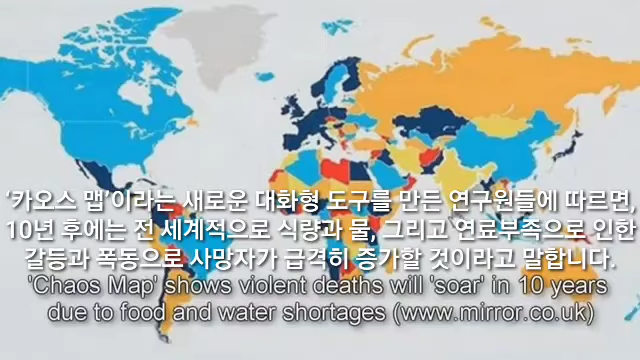 '카오스 맵'이라는 새로운 대화형 도구를 만든 연구원들에 따르면,
10년 후에는 전 세계적으로 식량과 물, 그리고 연료부족으로 인한
갈등과 폭동으로 사망자가 급격히 증가할 것이라고 말합니다.
'Chaos Map' shows violent deaths will 'soar' in 10 years
due to food and water shortages (www.mirror.co.uk)